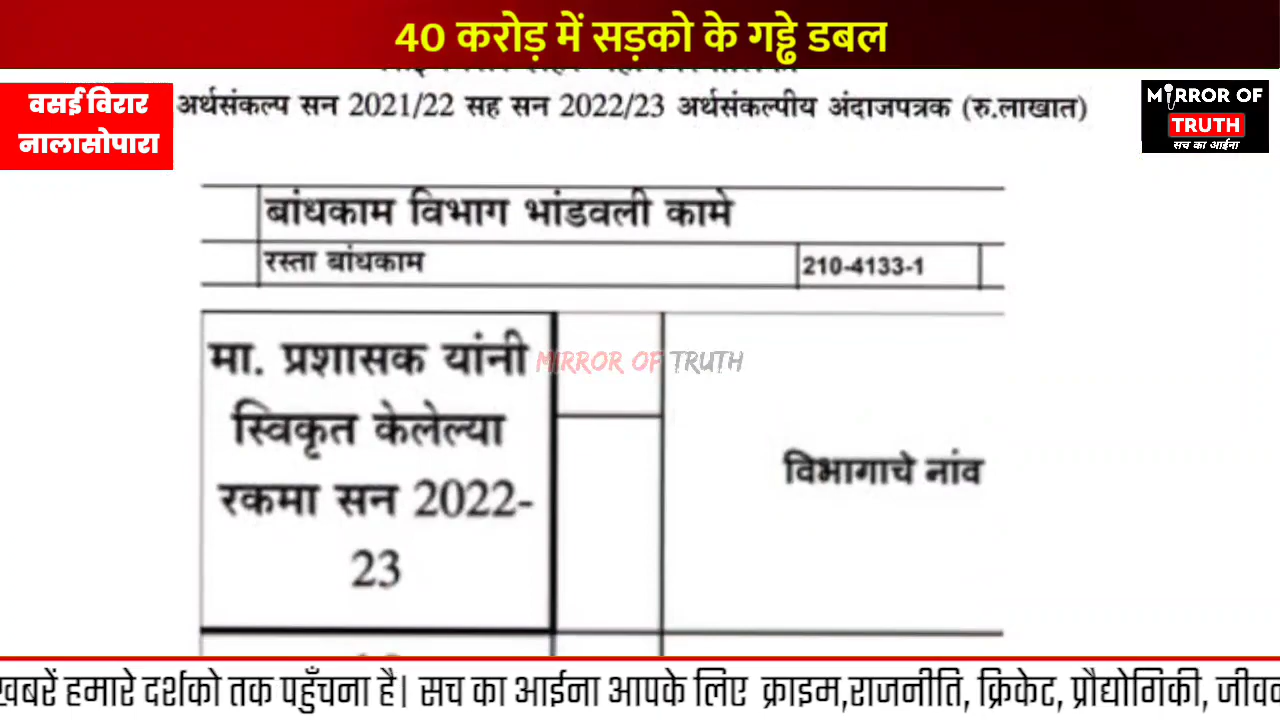 40 करोड़ में सड़को के गड्ढे डबल
वसई विरार
नालासोपारा
अर्थसंकल्प सन 2021/22 सह सन 2022/23 अर्थसंकल्पीय अंदाजपत्रक (रु.लाखात)
MIRROR OF
TRUTH
सच का आईना
बांधकाम विभाग भांडवली कामे
रस्ता बांधकाम 210-4133-1
मा. प्रशासक यांनी
स्विकृत केलेल्या
रकमा सन 2022-
23
MIRROR OF TRUTH
विभागाचे नांव
खबरें हमारे दर्शको तक पहुँचना है। सच का आईना आपके लिए क्राइम,राजनीति, क्रिकेट, प्रौद्योगिकी,